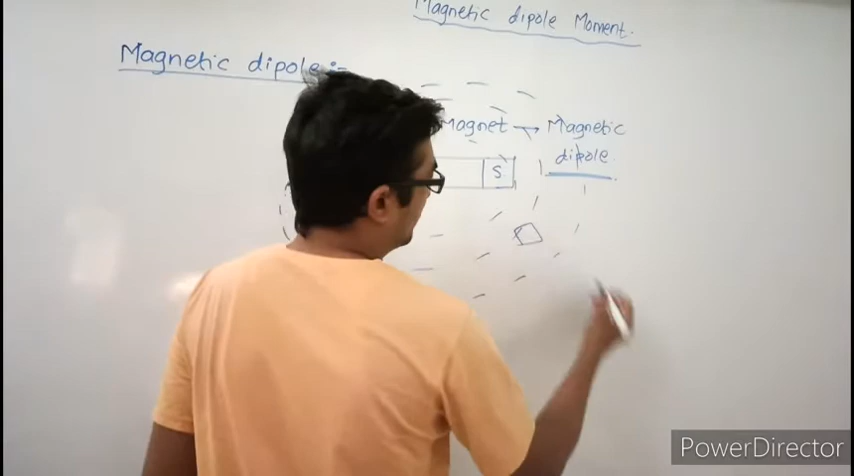 Magnetic dipole Moment.
Magnetic dipole :-
Magnet → Magnetic
dipole
S
PowerDirector